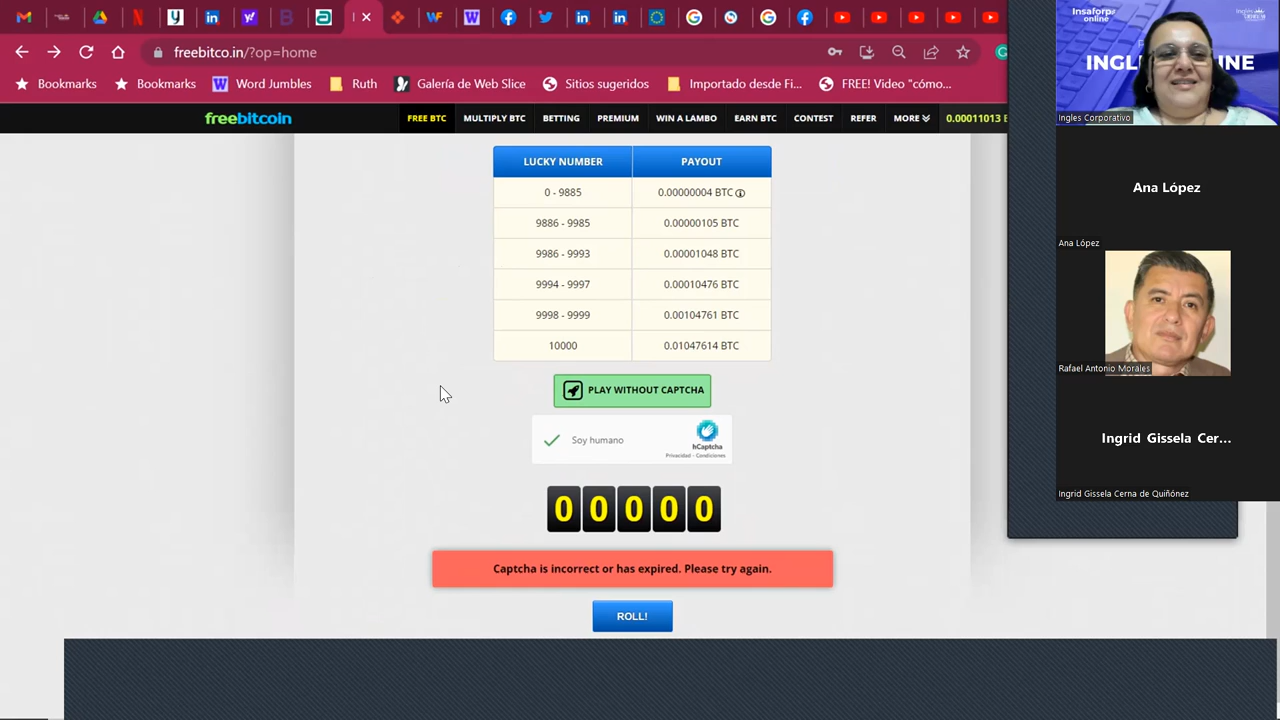 freebitco.in/?op=home
Bookmarks
Bookmarks
Word Jumbles
Ruth
Galería de Web Slice
Sitios sugeridos
Importado desde Fi...
FREE! Video "cómo...
freebitcoin
FREE BTC
MULTIPLY BTC
BETTING
PREMIUM
WIN A LAMBO
EARN BTC
CONTEST
REFER
MORE
0.00011013
LUCKY NUMBER PAYOUT
0 - 9885 0.00000004 BTC
9886 - 9985 0.00000105 BTC
9986 - 9993 0.00001048 BTC
9994 - 9997 0.00010476 BTC
9998 - 9999 0.00104761 BTC
10000 0.01047614 BTC
PLAY WITHOUT CAPTCHA
Soy humano
hCaptcha
Privacidad - Condiciones
0 0 0 0 0
Captcha is incorrect or has expired. Please try again.
ROLL!
Insaforp
online
Ingles Corporativo
Ana López
Ana López
Rafael Antonio Morales
Ingrid Gissela Cer...
Ingrid Gissela Cerna de Quiñónez